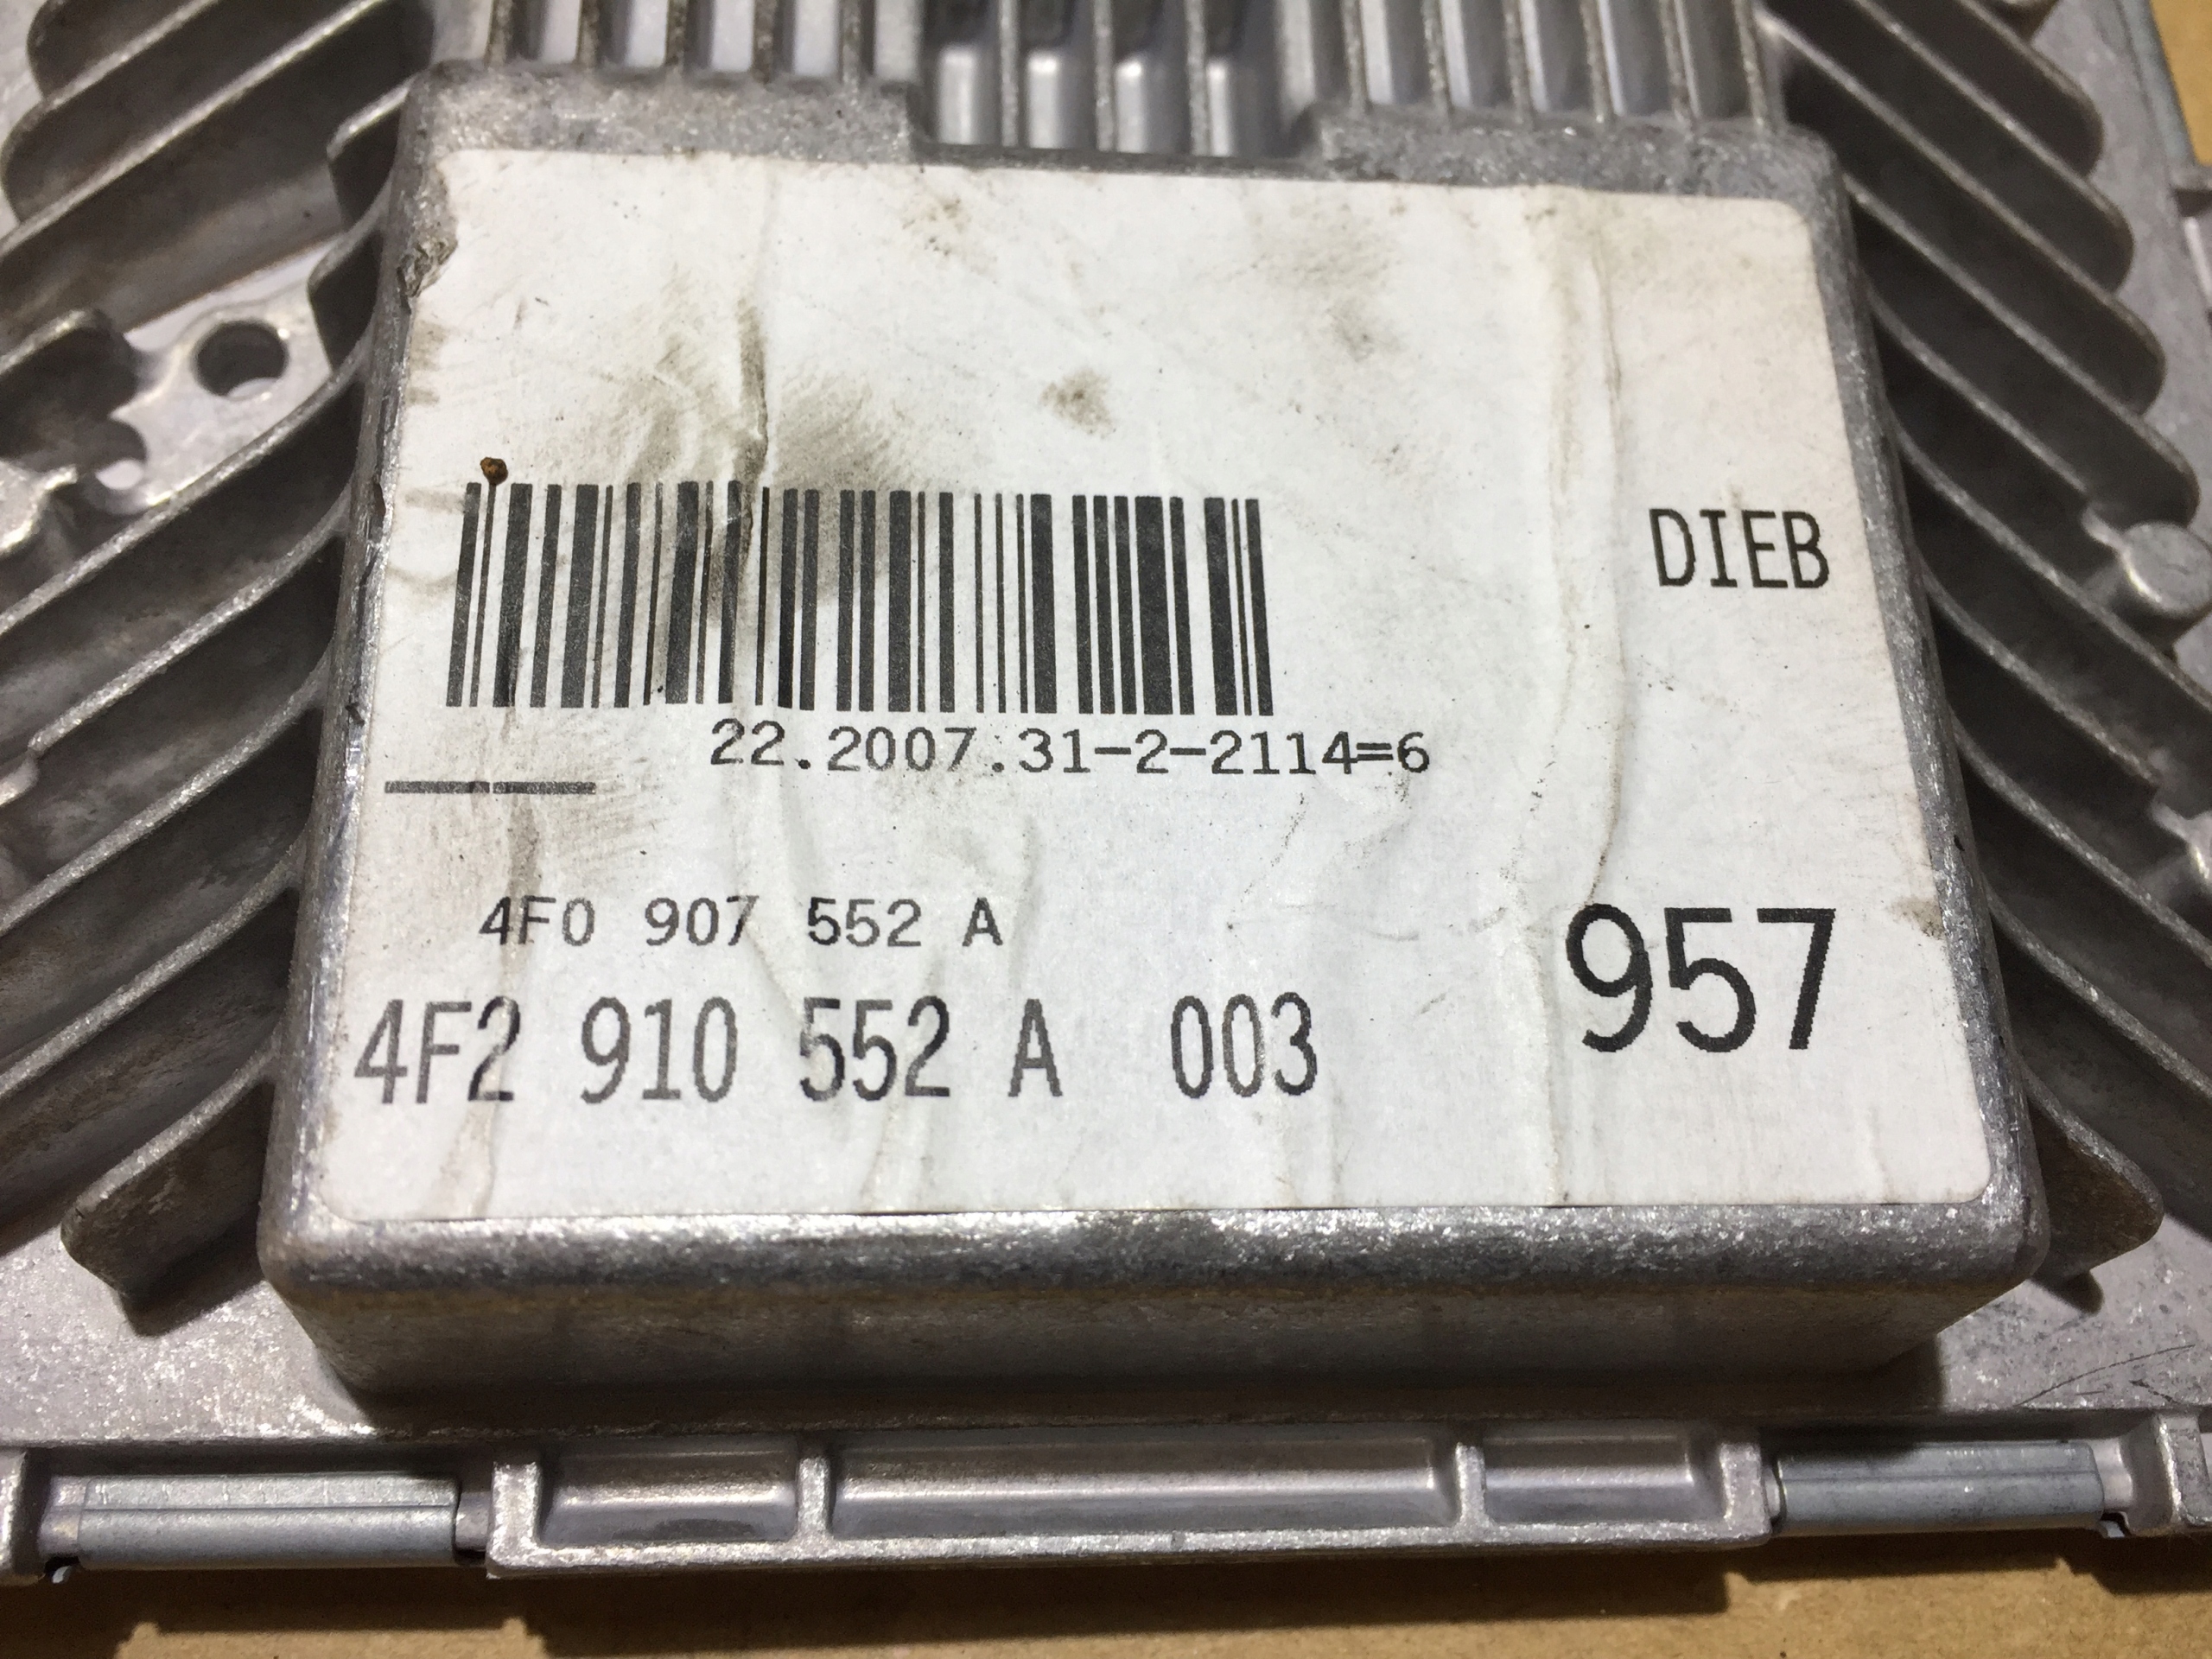 DIEB
22.2007.31-2-2114=6
4F0 907 552 A
957
4F2 910 552 A 003